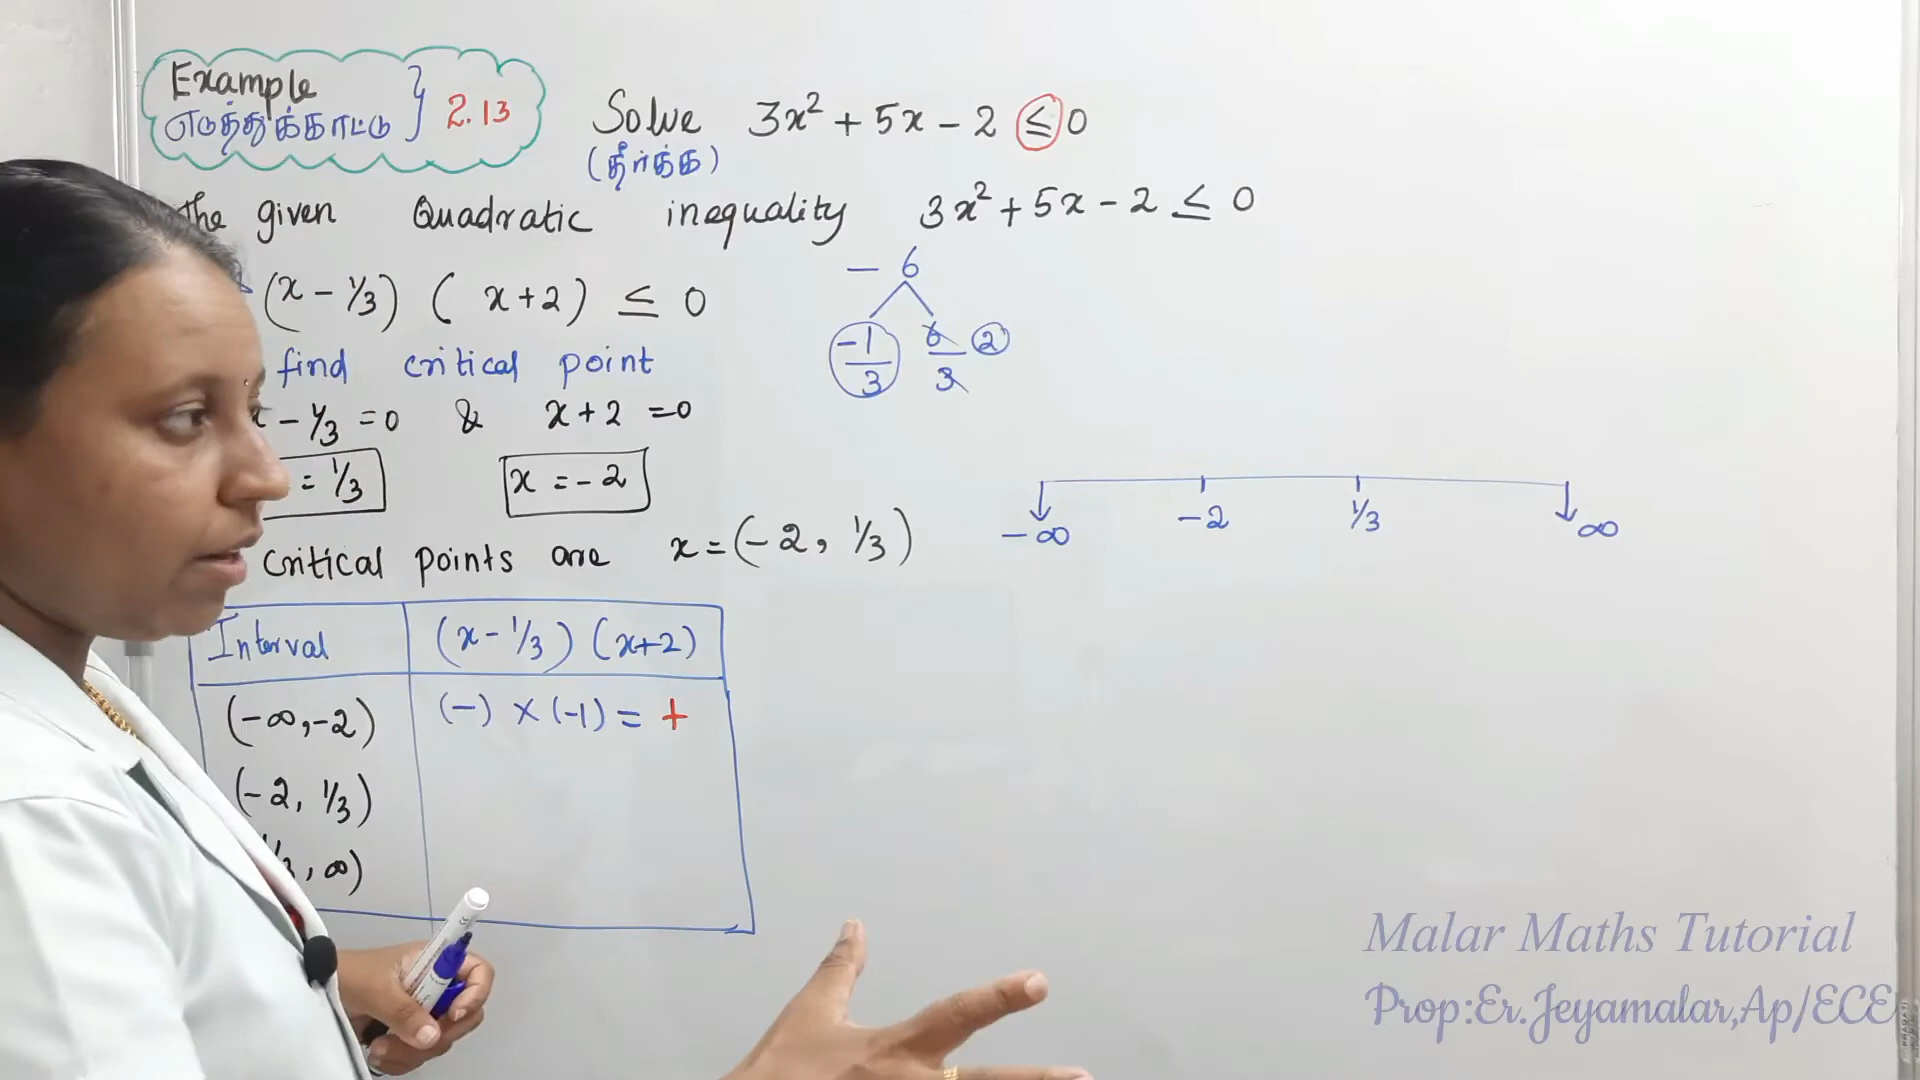 Example
எடுத்துக்காட்டு } 2.13
Solve 3x² + 5x - 2 ≤ 0
(தீர்க்க)
The given Quadratic inequality 3x² + 5x - 2 ≤ 0
(x - 1/3) ( x + 2 ) ≤ 0
- 6
-1/3 6/3 2
find critical point
x - 1/3 = 0 & x + 2 = 0
= 1/3 x = -2
-∞ -2 1/3 ∞
critical points are x = (-2, 1/3)
Interval (x - 1/3) (x+2)
(-∞, -2) (-) × (-1) = +
(-2, 1/3)
, ∞)
Malar Maths Tutorial
Prop:Er.Jeyamalar,Ap/ECE